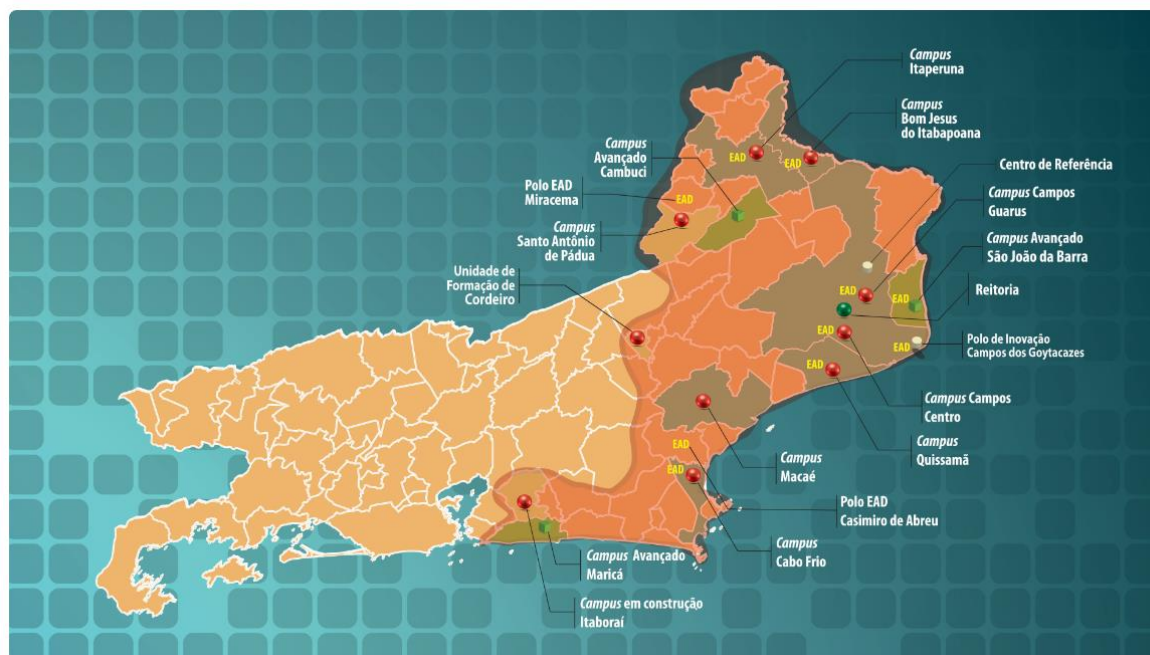 Campus
Itaperuna
Campus
Bom Jesus
do Itabapoana
Campus
Avançado
Cambuci
Centro de Referência
Polo EAD
Miracema
Campus Campos
Guarus
Campus
Santo Antônio
de Pádua
Campus Avançado
São João da Barra
Unidade de
Formação de
Cordeiro
Reitoria
Polo de Inovação
Campos dos Goytacazes
Campus Campos
Centro
Campus
Quissamã
Campus
Macaé
Polo EAD
Casimiro de Abreu
Campus
Cabo Frio
Campus Avançado
Maricá
Campus em construção
Itaboraí
EAD
EAD
EAD
EAD
EAD
EAD
EAD
EAD
EAD
EAD